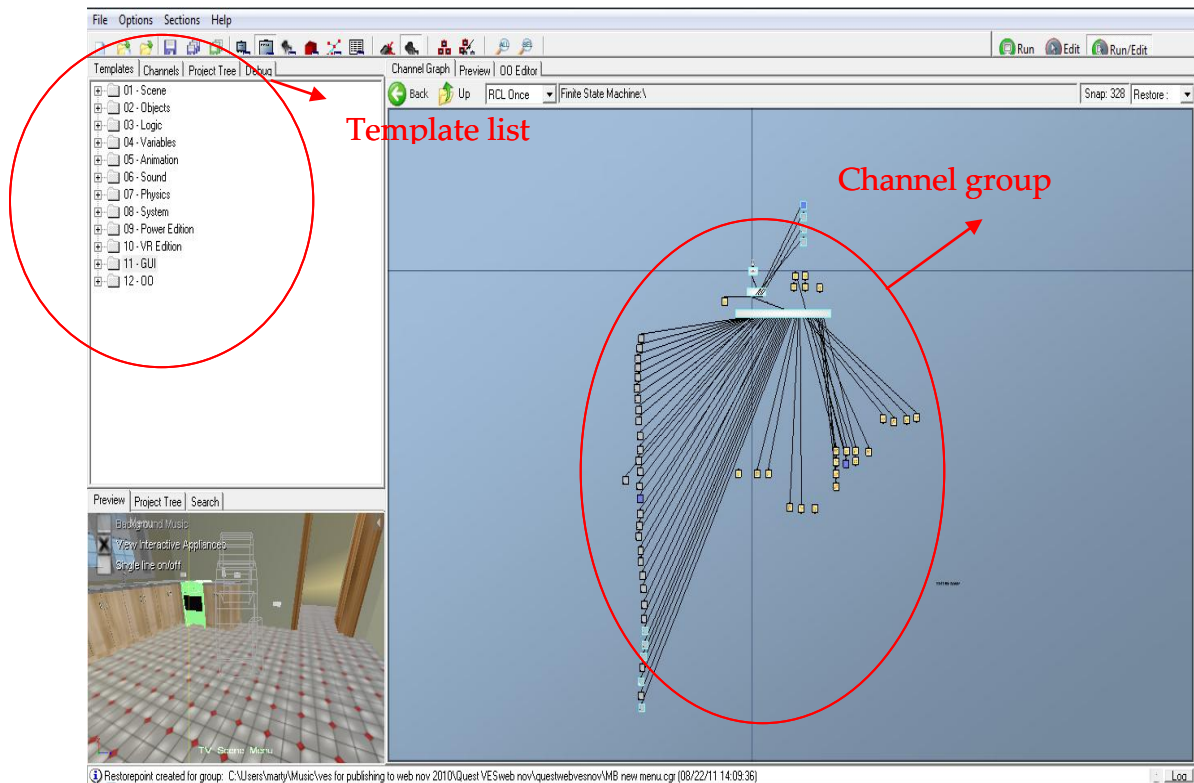 File Options Sections Help
Run Edit Run/Edit
Templates Channels Project Tree Debug
Channel Graph Preview OO Editor
Back Up RCL Once Finite State Machine:\ Snap: 328 Restore :
01 - Scene
02 - Objects
03 - Logic
04 - Variables
05 - Animation
06 - Sound
07 - Physics
08 - System
09 - Power Edition
10 - VR Edition
11 - GUI
12 - OO
Template list
Channel group
Preview Project Tree Search
Menu
Background Music
View Interactive Appliances
Single line on/off
TV Scene Menu
Restorepoint created for group: C:\Users\marty\Music\ves for publishing to web nov 2010\Quest VESweb nov\questwebvesnov\MB new menu.cgr (08/22/11 14:09:36)
Log